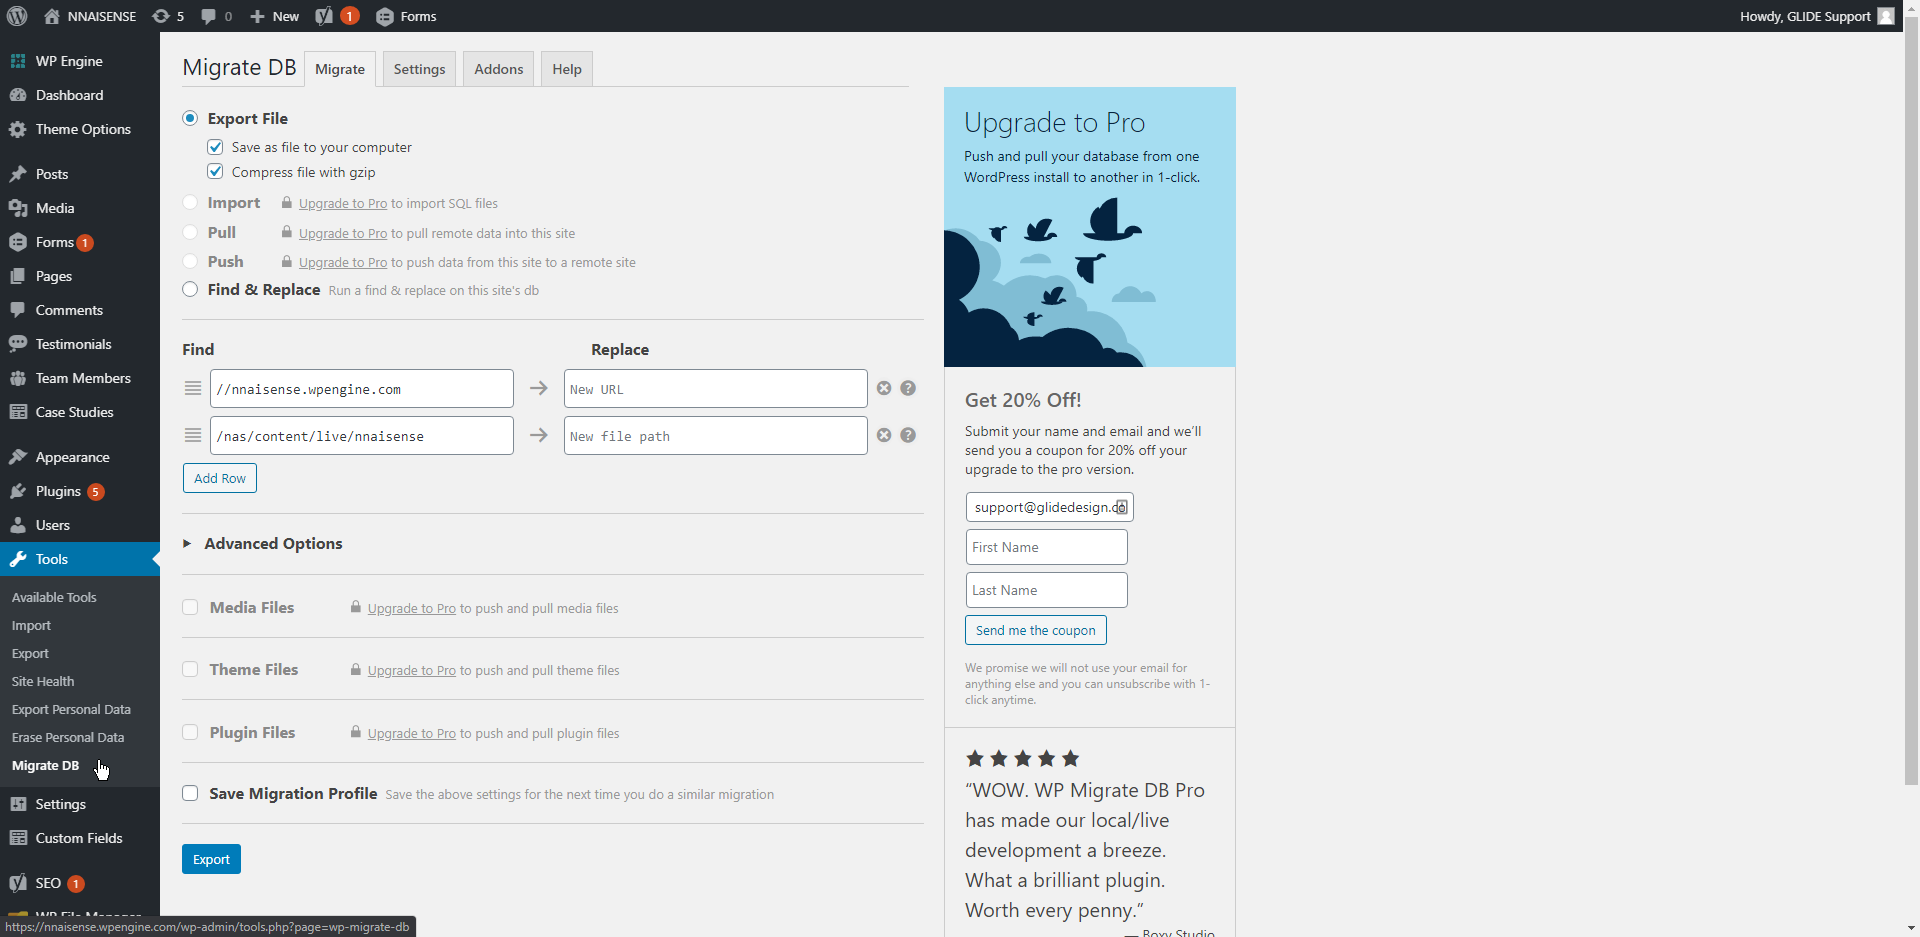 NNAISENSE 5 0 New 1 Forms Howdy, GLIDE Support
WP Engine
Dashboard
Theme Options
Posts
Media
Forms 1
Pages
Comments
Testimonials
Team Members
Case Studies
Appearance
Plugins 5
Users
Tools
Available Tools
Import
Export
Site Health
Export Personal Data
Erase Personal Data
Migrate DB
Settings
Custom Fields
SEO 1
WP File Manager
https://nnaisense.wpengine.com/wp-admin/tools.php?page=wp-migrate-db
Migrate DB Migrate Settings Addons Help
Export File
Save as file to your computer
Compress file with gzip
Import Upgrade to Pro to import SQL files
Pull Upgrade to Pro to pull remote data into this site
Push Upgrade to Pro to push data from this site to a remote site
Find & Replace Run a find & replace on this site's db
Find Replace
//nnaisense.wpengine.com New URL
/nas/content/live/nnaisense New file path
Add Row
Advanced Options
Media Files Upgrade to Pro to push and pull media files
Theme Files Upgrade to Pro to push and pull theme files
Plugin Files Upgrade to Pro to push and pull plugin files
Save Migration Profile Save the above settings for the next time you do a similar migration
Export
Upgrade to Pro
Push and pull your database from one
WordPress install to another in 1-click.
Get 20% Off!
Submit your name and email and we'll
send you a coupon for 20% off your
upgrade to the pro version.
support@glidedesign.co
First Name
Last Name
Send me the coupon
We promise we will not use your email for
anything else and you can unsubscribe with 1-
click anytime.
“WOW. WP Migrate DB Pro
has made our local/live
development a breeze.
What a brilliant plugin.
Worth every penny.”
— Boxy Studio